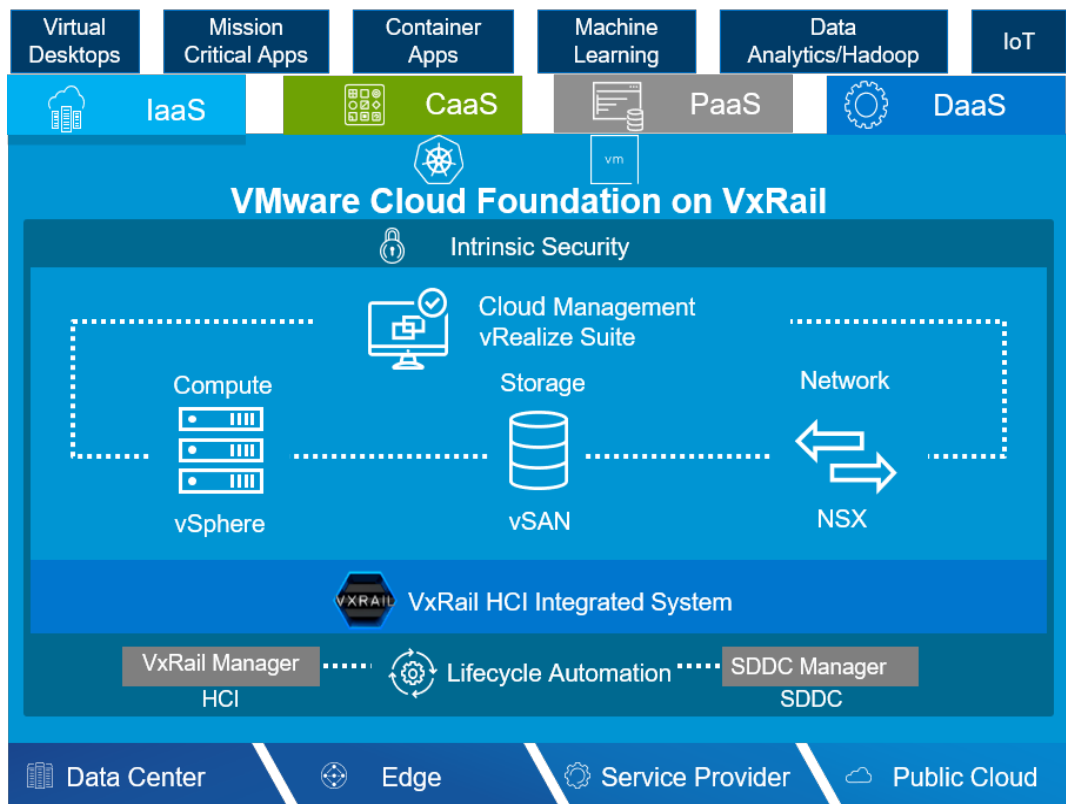 Virtual
Desktops
Mission
Critical Apps
Container
Apps
Machine
Learning
Data
Analytics/Hadoop
IoT
IaaS
CaaS
PaaS
DaaS
vm
VMware Cloud Foundation on VxRail
Intrinsic Security
Cloud Management
vRealize Suite
Compute
Storage
Network
vSphere
vSAN
NSX
VXRAIL
VxRail HCI Integrated System
VxRail Manager
Lifecycle Automation
SDDC Manager
HCI
SDDC
Data Center
Edge
Service Provider
Public Cloud